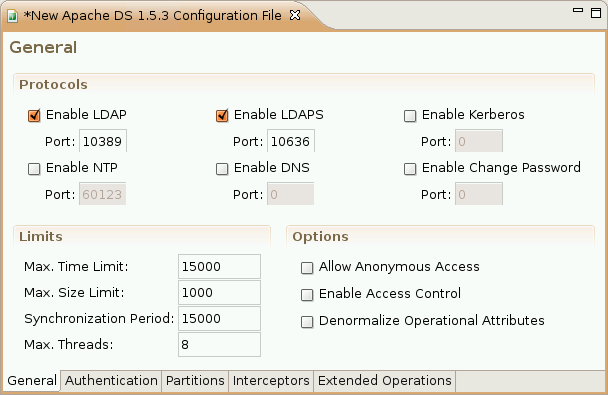 *New Apache DS 1.5.3 Configuration File
General
Protocols
Enable LDAP Enable LDAPS Enable Kerberos
Port: 10389 Port: 10636 Port: 0
Enable NTP Enable DNS Enable Change Password
Port: 60123 Port: 0 Port: 0
Limits Options
Max. Time Limit: 15000 Allow Anonymous Access
Max. Size Limit: 1000 Enable Access Control
Synchronization Period: 15000 Denormalize Operational Attributes
Max. Threads: 8
General Authentication Partitions Interceptors Extended Operations